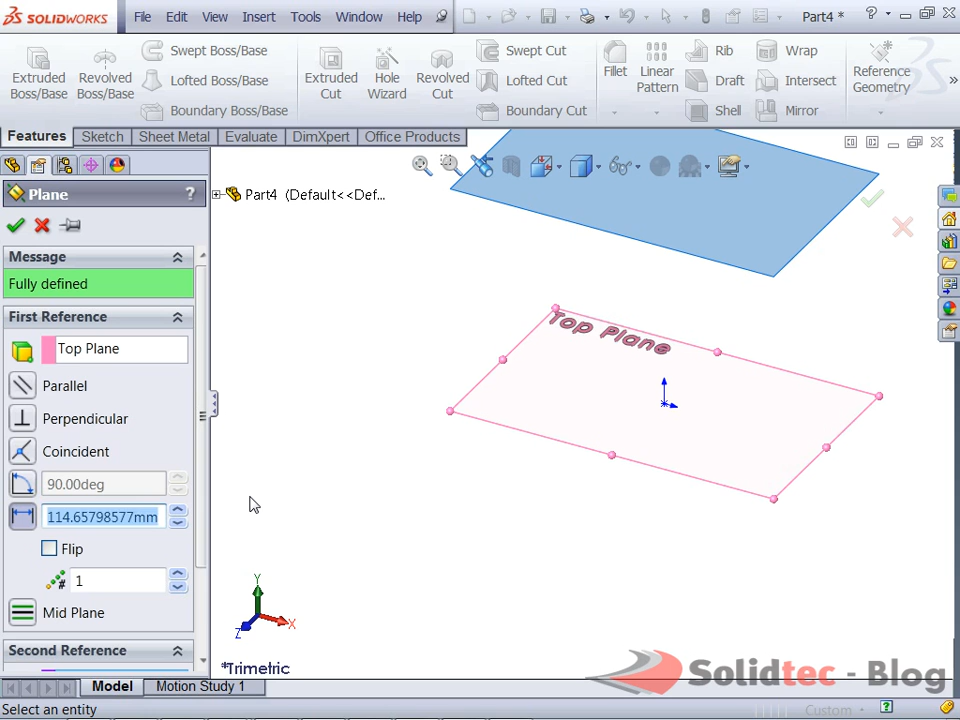 SOLIDWORKS File Edit View Insert Tools Window Help Part4 * ?
Extruded Boss/Base
Revolved Boss/Base
Swept Boss/Base
Lofted Boss/Base
Boundary Boss/Base
Extruded Cut
Hole Wizard
Revolved Cut
Swept Cut
Lofted Cut
Boundary Cut
Fillet
Linear Pattern
Rib
Draft
Shell
Wrap
Intersect
Mirror
Reference Geometry
Features Sketch Sheet Metal Evaluate DimXpert Office Products
Part4 (Default<<Def...
Plane ?
Message
Fully defined
First Reference
Top Plane
Parallel
Perpendicular
Coincident
90.00deg
114.65798577mm
Flip
# 1
Mid Plane
Second Reference
Top Plane
Y
X
Z
*Trimetric
Solidtec - Blog
Model Motion Study 1
Select an entity
Custom ?